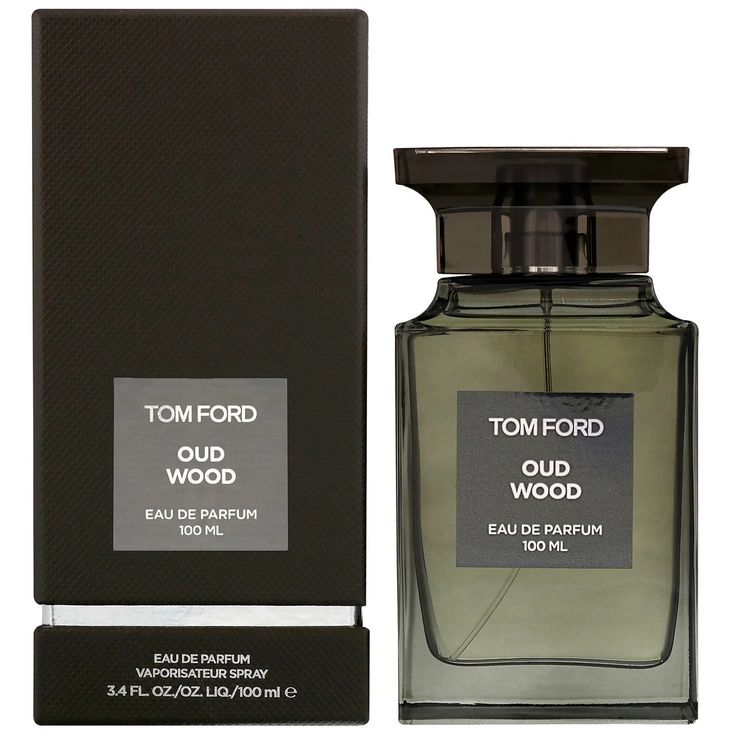 TOM FORD
OUD
WOOD
EAU DE PARFUM
100 ML
EAU DE PARFUM
VAPORISATEUR SPRAY
3.4 FL. OZ./OZ. LIQ./100 ml ℮
TOM FORD
OUD
WOOD
EAU DE PARFUM
100 ML